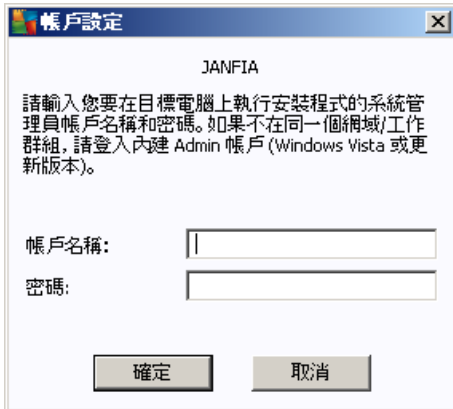 帳戶設定
JANFIA
請輸入您要在目標電腦上執行安裝程式的系統管
理員帳戶名稱和密碼。如果不在同一個網域/工作
群組，請登入內建 Admin 帳戶 (Windows Vista 或更
新版本)。
帳戶名稱:
密碼:
確定 取消